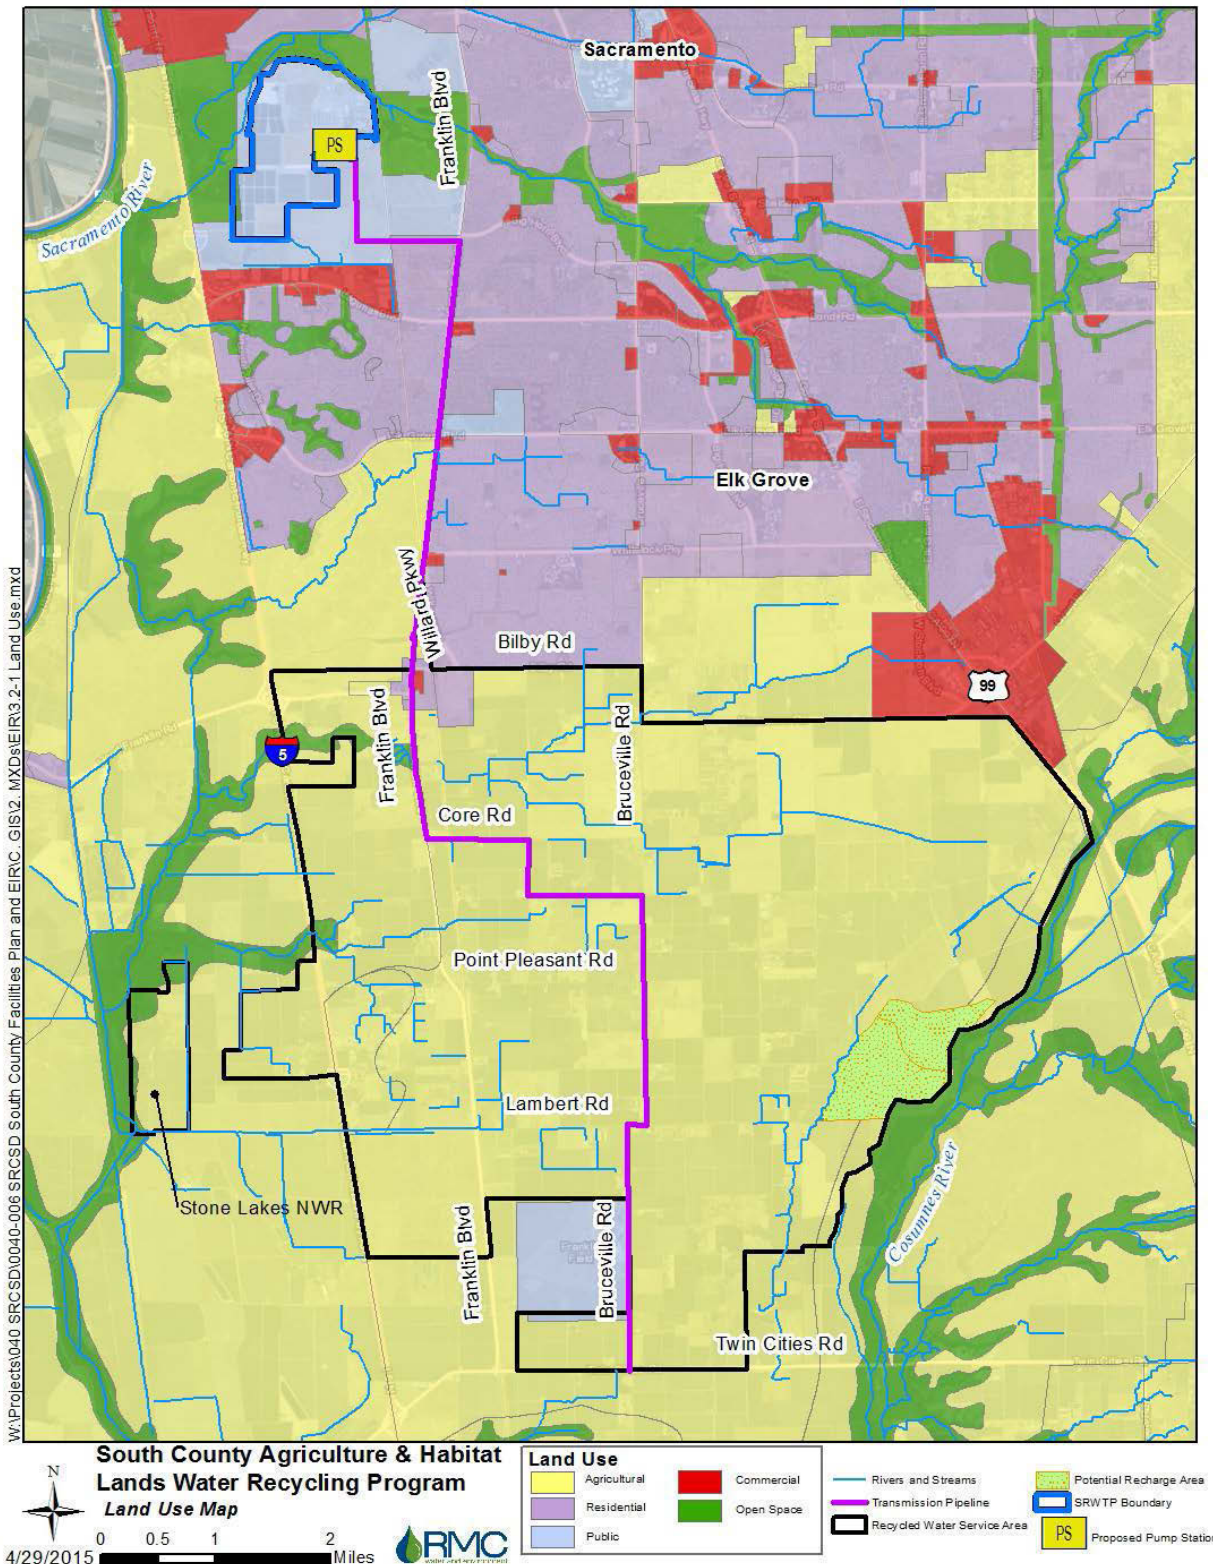 Sacramento
Franklin Blvd
PS
Sacramento River
Elk Grove
Willard Pkwy
Bilby Rd
99
5
Franklin Blvd
Bruceville Rd
Core Rd
Point Pleasant Rd
Lambert Rd
Stone Lakes NWR
Cosumnes River
Franklin Blvd
Bruceville Rd
Twin Cities Rd
W:\Projects\040 SRCSD\0040-006 SRCSD South County Facilities Plan and EIR\C. GIS\2. MXDs\EIR\3.2-1 Land Use.mxd
N
South County Agriculture & Habitat
Lands Water Recycling Program
Land Use Map
4/29/2015
0 0.5 1 2
Miles
RMC
water and environment
Land Use
Agricultural
Residential
Public
Commercial
Open Space
Rivers and Streams
Transmission Pipeline
Recycled Water Service Area
Potential Recharge Area
SRWTP Boundary
PS
Proposed Pump Station